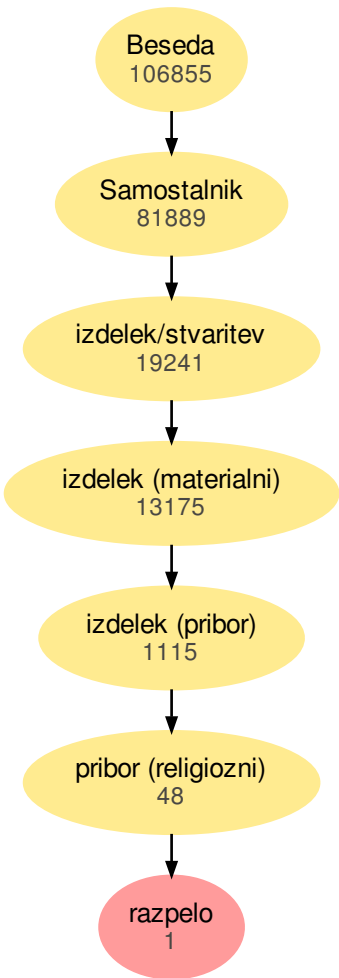 Beseda
106855
Samostalnik
81889
izdelek/stvaritev
19241
izdelek (materialni)
13175
izdelek (pribor)
1115
pribor (religiozni)
48
razpelo
1